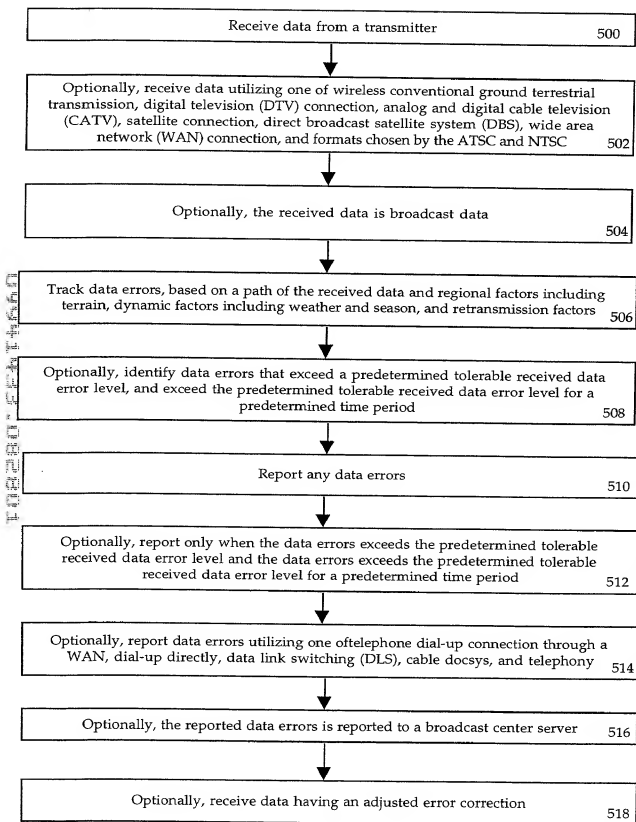 Receive data from a transmitter
500
Optionally, receive data utilizing one of wireless conventional ground terrestrial
transmission, digital television (DTV) connection, analog and digital cable television
(CATV), satellite connection, direct broadcast satellite system (DBS), wide area
network (WAN) connection, and formats chosen by the ATSC and NTSC
502
Optionally, the received data is broadcast data
504
Track data errors, based on a path of the received data and regional factors including
terrain, dynamic factors including weather and season, and retransmission factors
506
Optionally, identify data errors that exceed a predetermined tolerable received data
error level, and exceed the predetermined tolerable received data error level for a
predetermined time period
508
Report any data errors
510
Optionally, report only when the data errors exceeds the predetermined tolerable
received data error level and the data errors exceeds the predetermined tolerable
received data error level for a predetermined time period
512
Optionally, report data errors utilizing one oftelephone dial-up connection through a
WAN, dial-up directly, data link switching (DLS), cable docsys, and telephony
514
Optionally, the reported data errors is reported to a broadcast center server
516
Optionally, receive data having an adjusted error correction
518